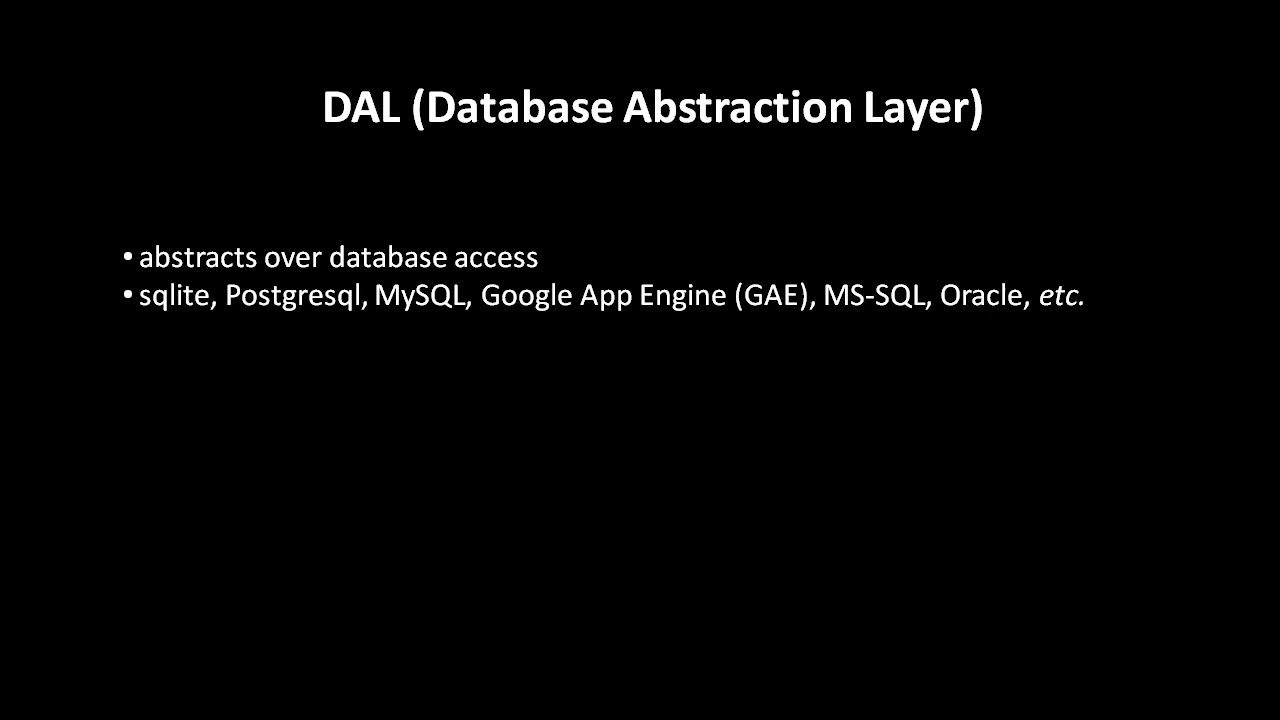 DAL (Database Abstraction Layer)
• abstracts over database access
• sqlite, Postgresql, MySQL, Google App Engine (GAE), MS-SQL, Oracle, etc.